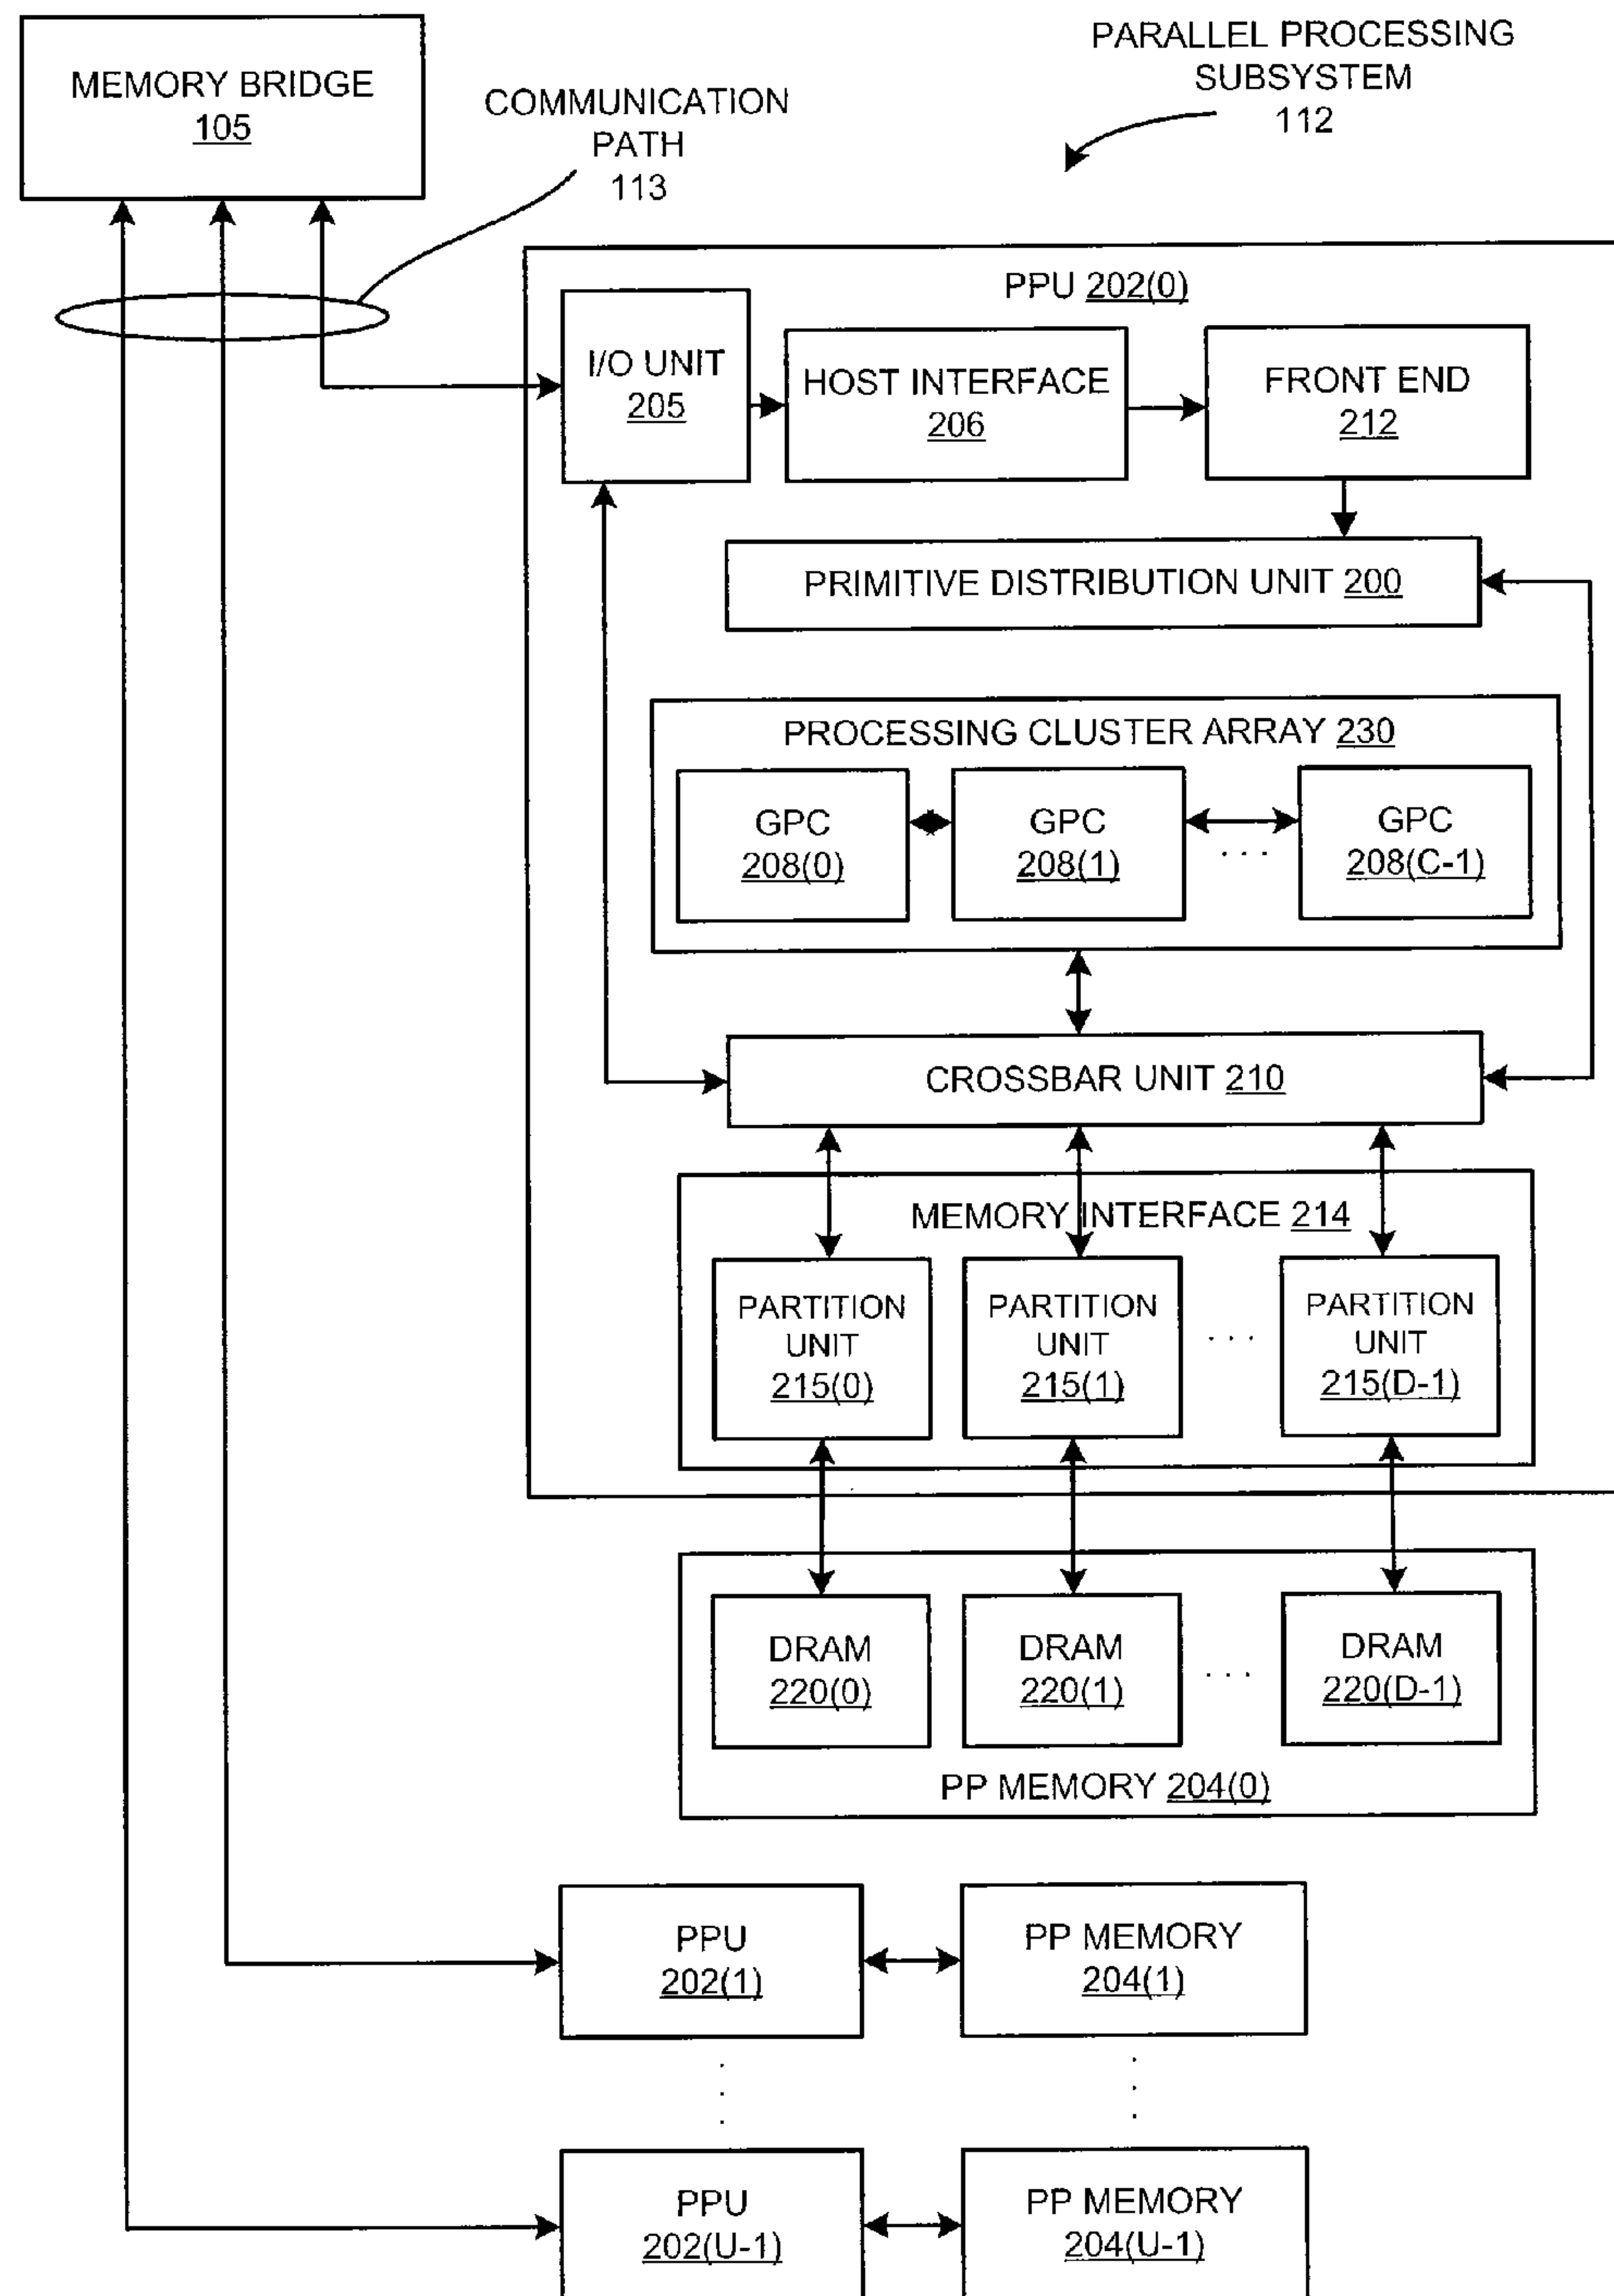 MEMORY BRIDGE
105
COMMUNICATION
PATH
113
PARALLEL PROCESSING
SUBSYSTEM
112
PPU 202(0)
I/O UNIT
205
HOST INTERFACE
206
FRONT END
212
PRIMITIVE DISTRIBUTION UNIT 200
PROCESSING CLUSTER ARRAY 230
GPC
208(0)
GPC
208(1)
. . .
GPC
208(C-1)
CROSSBAR UNIT 210
MEMORY INTERFACE 214
PARTITION
UNIT
215(0)
PARTITION
UNIT
215(1)
. . .
PARTITION
UNIT
215(D-1)
DRAM
220(0)
DRAM
220(1)
. . .
DRAM
220(D-1)
PP MEMORY 204(0)
PPU
202(1)
PP MEMORY
204(1)
PPU
202(U-1)
PP MEMORY
204(U-1)